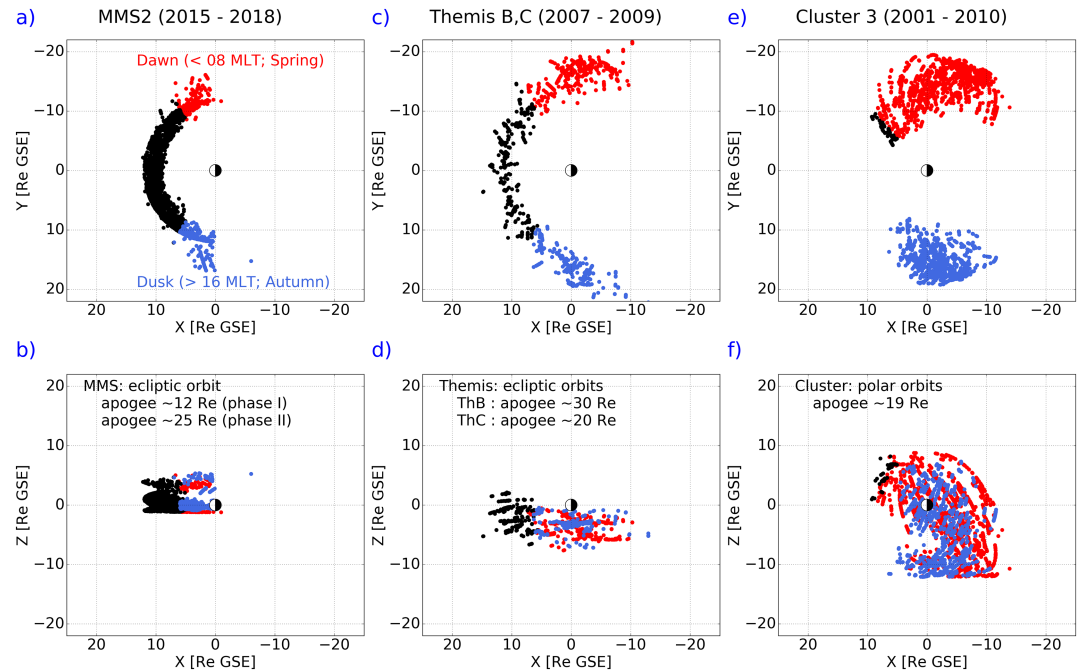 a)
MMS2 (2015 - 2018)
−20
−10
0
10
20
Y [Re GSE]
Dawn (< 08 MLT; Spring)
Dusk (> 16 MLT; Autumn)
20
10
0
−10
−20
X [Re GSE]
c)
Themis B,C (2007 - 2009)
−20
−10
0
10
20
Y [Re GSE]
20
10
0
−10
−20
X [Re GSE]
e)
Cluster 3 (2001 - 2010)
−20
−10
0
10
20
Y [Re GSE]
20
10
0
−10
−20
X [Re GSE]
b)
20
10
0
−10
−20
Z [Re GSE]
MMS: ecliptic orbit
apogee ~12 Re (phase I)
apogee ~25 Re (phase II)
20
10
0
−10
−20
X [Re GSE]
d)
20
10
0
−10
−20
Z [Re GSE]
Themis: ecliptic orbits
ThB : apogee ~30 Re
ThC : apogee ~20 Re
20
10
0
−10
−20
X [Re GSE]
f)
20
10
0
−10
−20
Z [Re GSE]
Cluster: polar orbits
apogee ~19 Re
20
10
0
−10
−20
X [Re GSE]